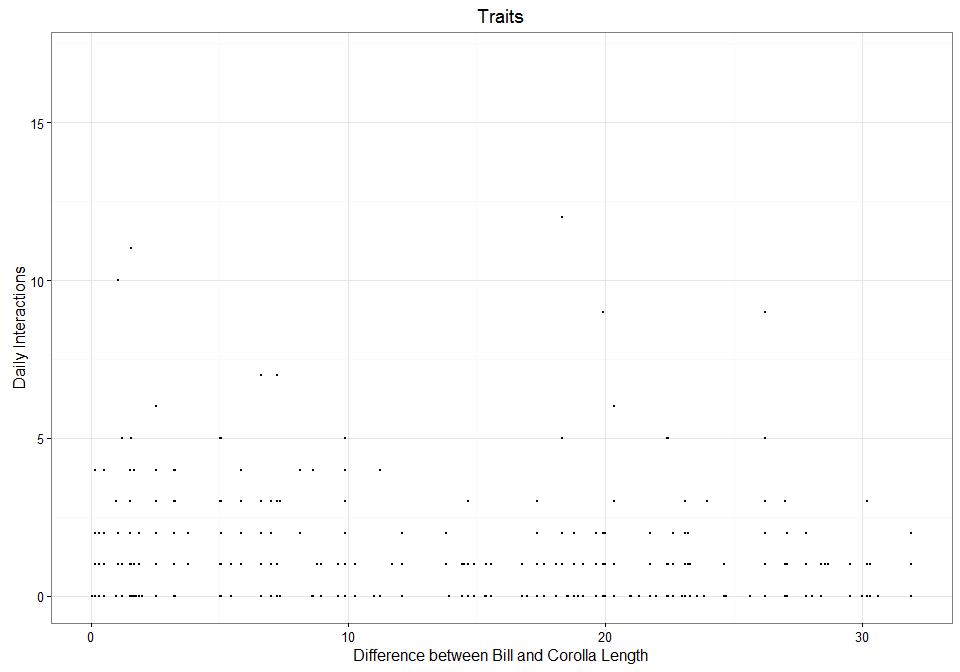 Traits
Daily Interactions
15
10
5
0
0 10 20 30
Difference between Bill and Corolla Length